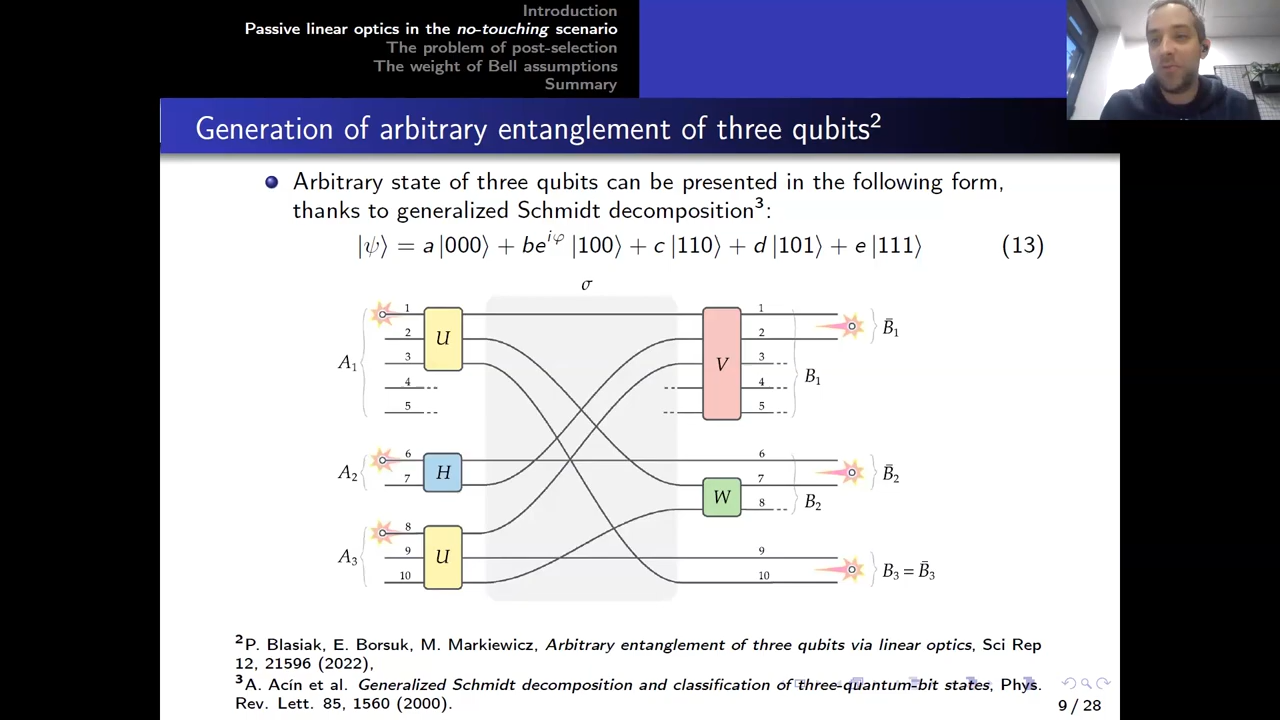 Introduction
Passive linear optics in the no-touching scenario
The problem of post-selection
The weight of Bell assumptions
Summary
Generation of arbitrary entanglement of three qubits²
Arbitrary state of three qubits can be presented in the following form,
thanks to generalized Schmidt decomposition³:
|ψ⟩ = a|000⟩ + be^{iφ}|100⟩ + c|110⟩ + d|101⟩ + e|111⟩ (13)
σ
A₁
1
2
3
4
5
U
V
1
2
3
4
5
B₁
B̄₁
A₂
6
7
H
6
7
8
W
B₂
B̄₂
A₃
8
9
10
U
9
10
B₃ = B̄₃
²P. Blasiak, E. Borsuk, M. Markiewicz, Arbitrary entanglement of three qubits via linear optics, Sci Rep
12, 21596 (2022),
³A. Acín et al. Generalized Schmidt decomposition and classification of three-quantum-bit states, Phys.
Rev. Lett. 85, 1560 (2000).
9 / 28